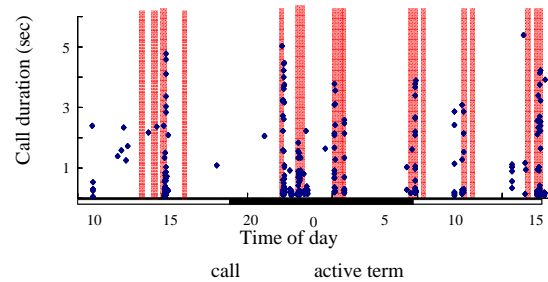 Call duration (sec)
5
3
1
10 15 20 0 5 10 15
Time of day
call active term